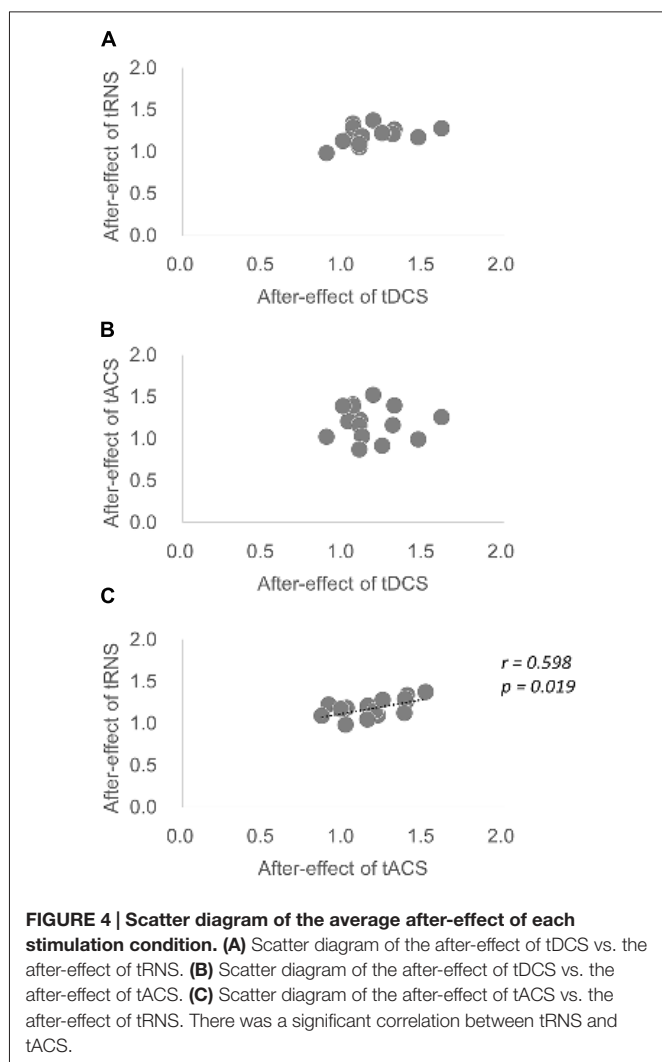 A
After-effect of tRNS
2.0
1.5
1.0
0.5
0.0
0.0 0.5 1.0 1.5 2.0
After-effect of tDCS
B
After-effect of tACS
2.0
1.5
1.0
0.5
0.0
0.0 0.5 1.0 1.5 2.0
After-effect of tDCS
C
After-effect of tRNS
2.0
1.5
1.0
0.5
0.0
r = 0.598
p = 0.019
0.0 0.5 1.0 1.5 2.0
After-effect of tACS
FIGURE 4 | Scatter diagram of the average after-effect of each
stimulation condition. (A) Scatter diagram of the after-effect of tDCS vs. the
after-effect of tRNS. (B) Scatter diagram of the after-effect of tDCS vs. the
after-effect of tACS. (C) Scatter diagram of the after-effect of tACS vs. the
after-effect of tRNS. There was a significant correlation between tRNS and
tACS.